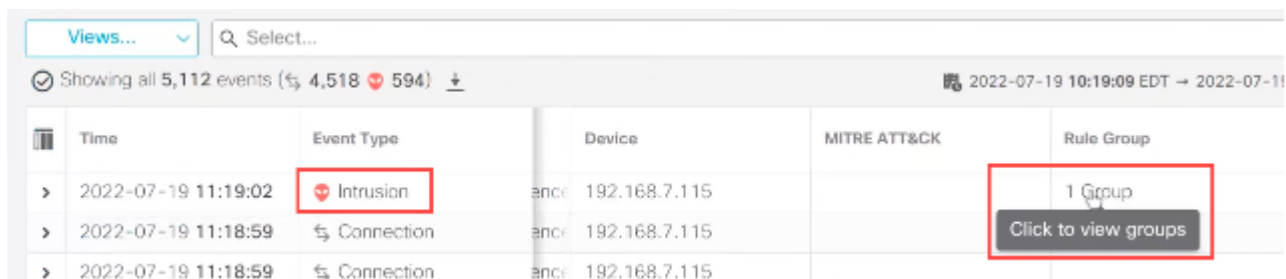 Views... Select...
Showing all 5,112 events (4,518 594) 2022-07-19 10:19:09 EDT → 2022-07-19
Time Event Type Device MITRE ATT&CK Rule Group
2022-07-19 11:19:02 Intrusion 192.168.7.115 1 Group
2022-07-19 11:18:59 Connection 192.168.7.115 Click to view groups
2022-07-19 11:18:59 Connection 192.168.7.115